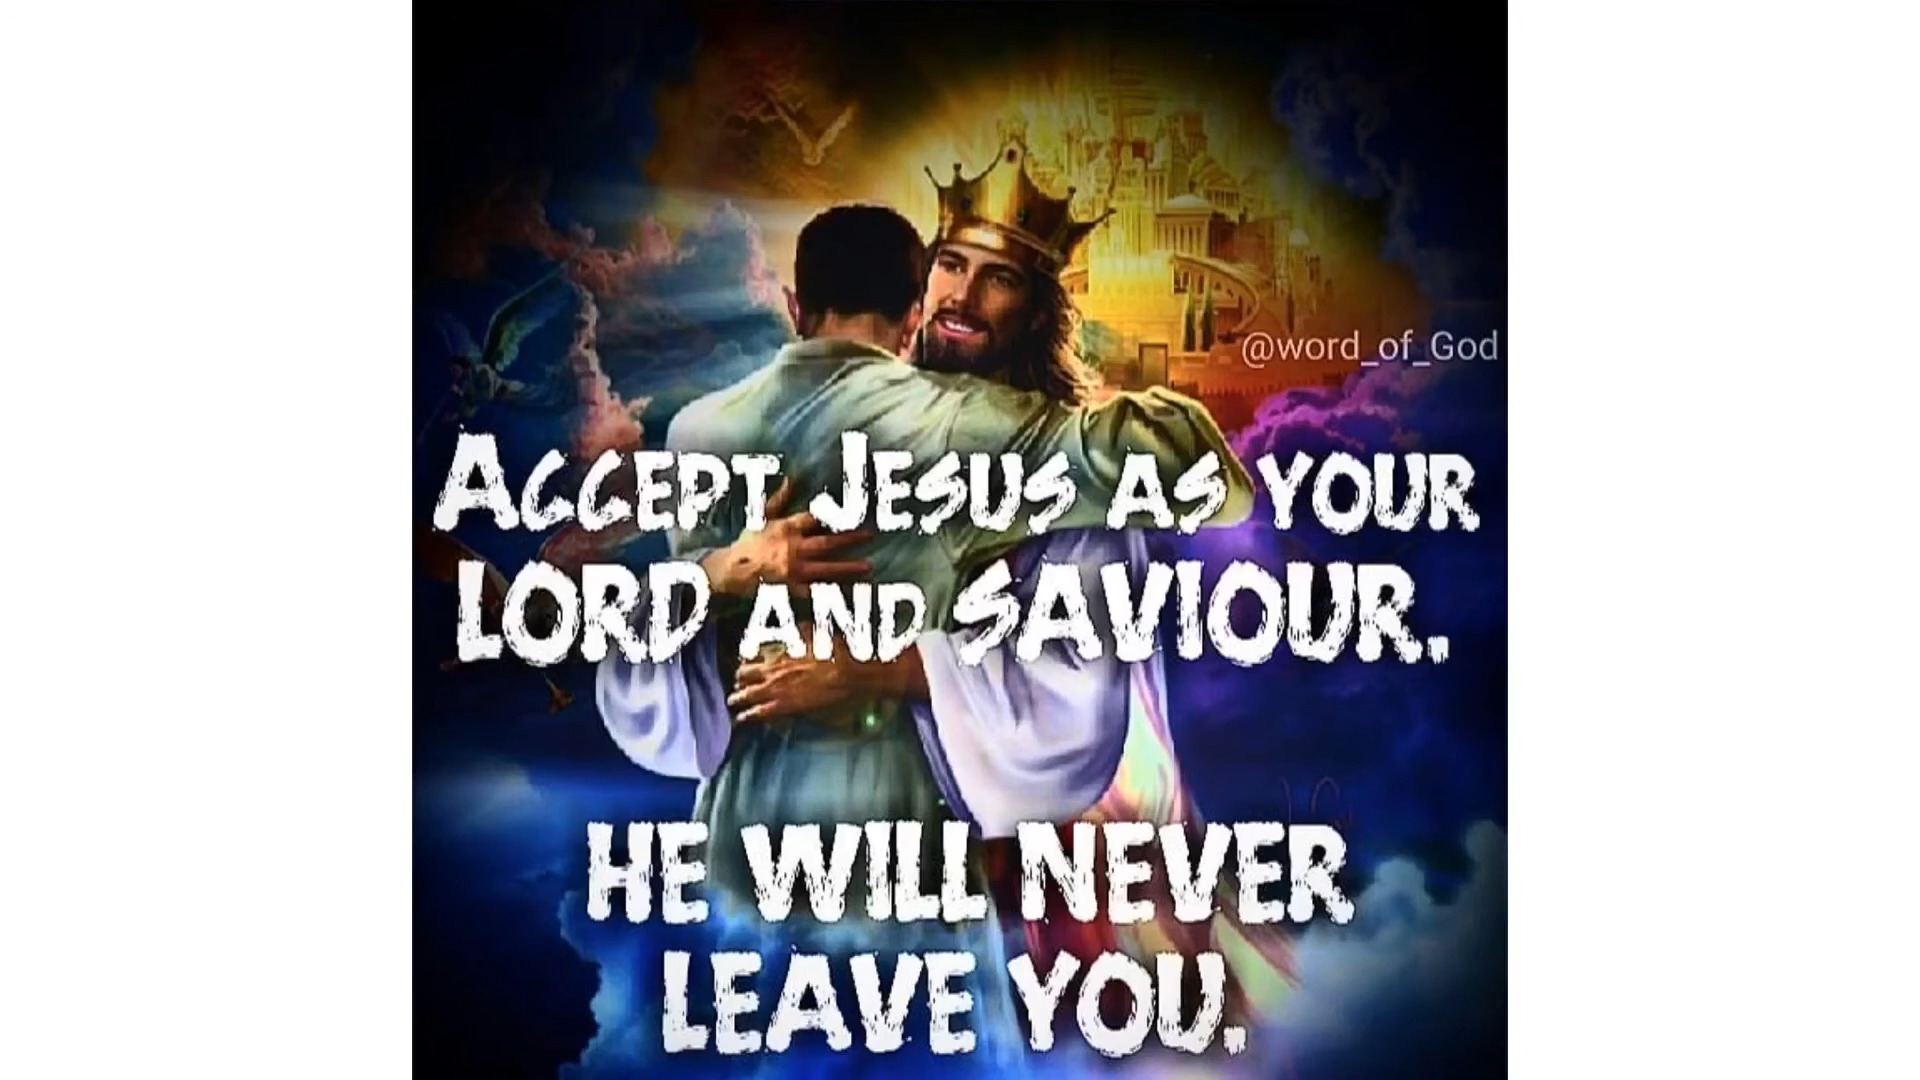 @word_of_God
Accept Jesus as your
LORD and SAVIOUR.
HE WILL NEVER
LEAVE YOU.